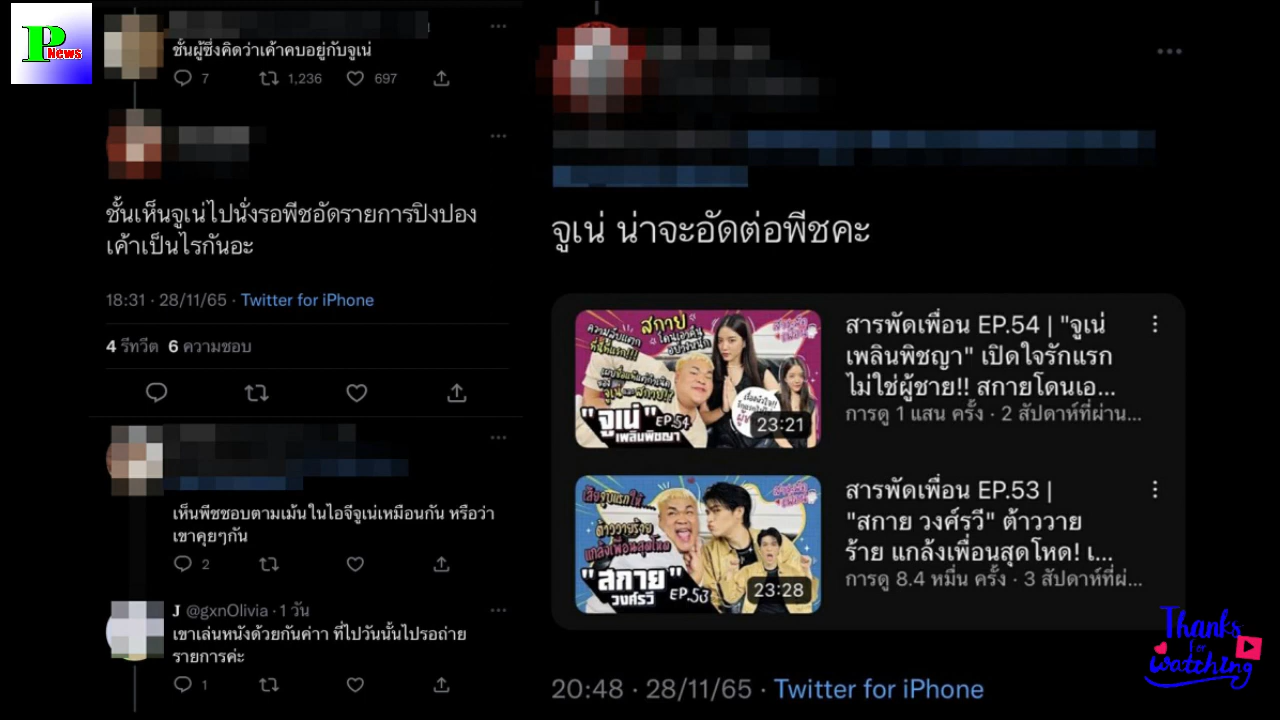 P News
ชั้นผู้ซึ่งคิดว่าเค้าคบอยู่กับจูเน่
7 1,236 697
ชั้นเห็นจูเน่ไปนั่งรอพีชอัดรายการปิงปอง
เค้าเป็นไรกันอะ
18:31 · 28/11/65 · Twitter for iPhone
4 รีทวีต 6 ความชอบ
เห็นพีชชอบตามเม้นในไอจีจูเน่เหมือนกัน หรือว่า
เขาคุยๆกัน
2
J @gxnOlivia · 1 วัน
เขาเล่นหนังด้วยกันค่าา ที่ไปวันนั้นไปรอถ่าย
รายการค่ะ
1
จูเน่ น่าจะอัดต่อพีชคะ
สกาย
"จูเน่" EP.54
เพลินพิชญา
23:21
สารพัดเพื่อน EP.54 | "จูเน่
เพลินพิชญา" เปิดใจรักแรก
ไม่ใช่ผู้ชาย!! สกายโดนเอ...
การดู 1 แสน ครั้ง · 2 สัปดาห์ที่ผ่าน...
"สกาย"
วงศ์รวี EP.53
23:28
สารพัดเพื่อน EP.53 |
"สกาย วงศ์รวี" ต้าววาย
ร้าย แกล้งเพื่อนสุดโหด! เ...
การดู 8.4 หมื่น ครั้ง · 3 สัปดาห์ที่ผ่...
20:48 · 28/11/65 · Twitter for iPhone
Thanks
for
watching